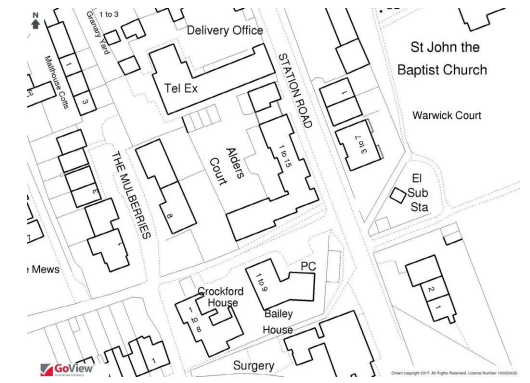 N
1 to 3
Granary Yard
Delivery Office
Malthouse Cotts
1
3
Tel Ex
STATION ROAD
St John the
Baptist Church
1
Warwick Court
3 to 7
Alders
Court
1 to 15
THE MULBERRIES
3
8
1
El
Sub
Sta
e Mews
PC
1 to 9
Crockford
House
1
to
8
Bailey
House
2
1
1
Surgery
GoView
Crown copyright 2017. All Rights Reserved. Licence Number 100022432